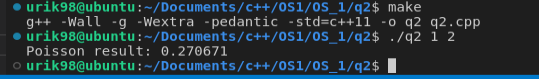 urik98@ubuntu:~/Documents/c++/OS1/OS_1/q2$ make
g++ -Wall -g -Wextra -pedantic -std=c++11 -o q2 q2.cpp
urik98@ubuntu:~/Documents/c++/OS1/OS_1/q2$ ./q2 1 2
Poisson result: 0.270671
urik98@ubuntu:~/Documents/c++/OS1/OS_1/q2$